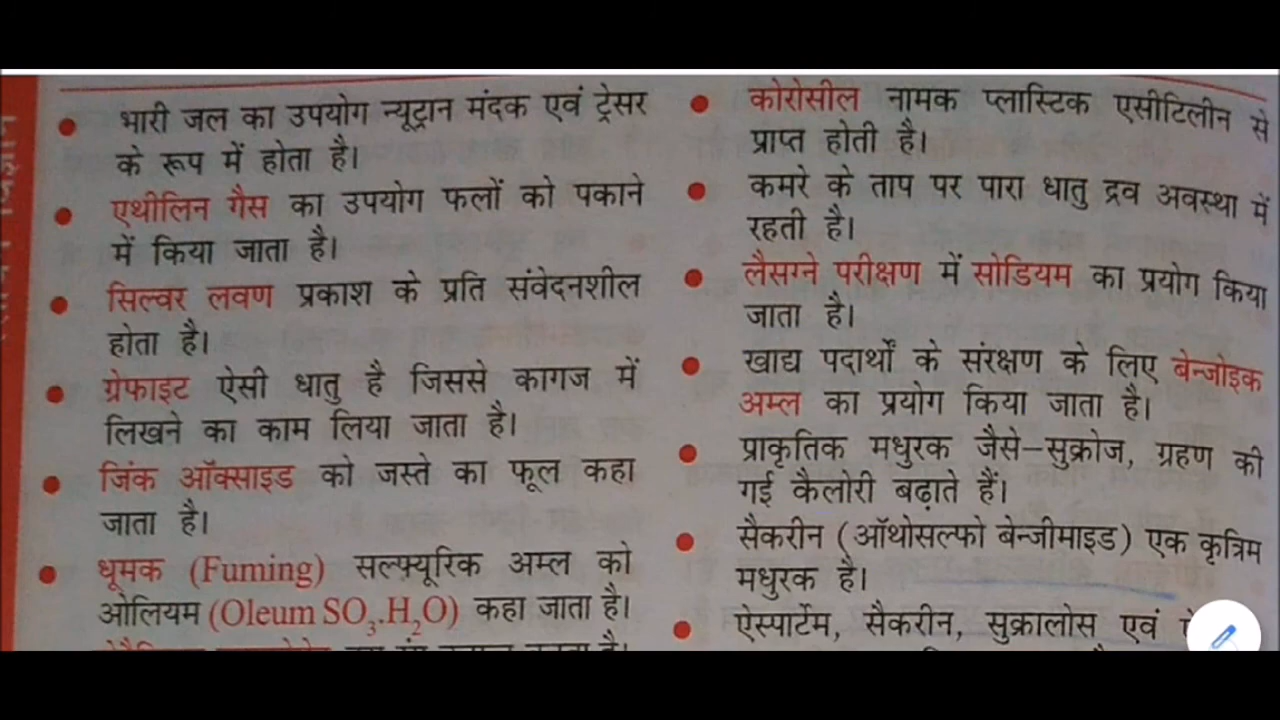 भारी जल का उपयोग न्यूट्रान मंदक एवं ट्रेसर
के रूप में होता है।
एथीलिन गैस का उपयोग फलों को पकाने
में किया जाता है।
सिल्वर लवण प्रकाश के प्रति संवेदनशील
होता है।
ग्रेफाइट ऐसी धातु है जिससे कागज में
लिखने का काम लिया जाता है।
जिंक ऑक्साइड को जस्ते का फूल कहा
जाता है।
धूमक (Fuming) सल्फ्यूरिक अम्ल को
ओलियम (Oleum SO₃.H₂O) कहा जाता है।
कोरोसील नामक प्लास्टिक एसीटिलीन से
प्राप्त होती है।
कमरे के ताप पर पारा धातु द्रव अवस्था में
रहती है।
लैसग्ने परीक्षण में सोडियम का प्रयोग किया
जाता है।
खाद्य पदार्थों के संरक्षण के लिए बेन्जोइक
अम्ल का प्रयोग किया जाता है।
प्राकृतिक मधुरक जैसे–सुक्रोज, ग्रहण की
गई कैलोरी बढ़ाते हैं।
सैकरीन (ऑथोसल्फो बेन्जीमाइड) एक कृत्रिम
मधुरक है।
ऐस्पार्टेम, सैकरीन, सुक्रालोस एवं